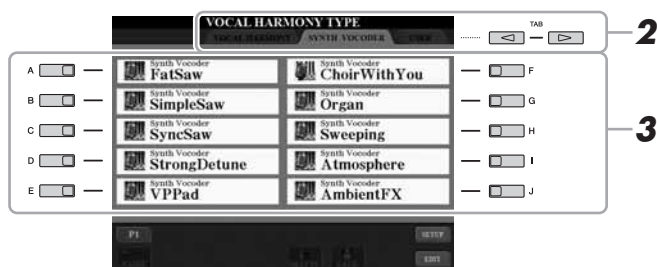 VOCAL HARMONY TYPE
VOCAL HARMONY SYNTH VOCODER USER
TAB
2
A Synth Vocoder FatSaw Synth Vocoder ChoirWithYou F
B Synth Vocoder SimpleSaw Synth Vocoder Organ G
3
C Synth Vocoder SyncSaw Synth Vocoder Sweeping H
D Synth Vocoder StrongDetune Synth Vocoder Atmosphere I
E Synth Vocoder VPPad Synth Vocoder AmbientFX J
P1 SETUP
EDIT